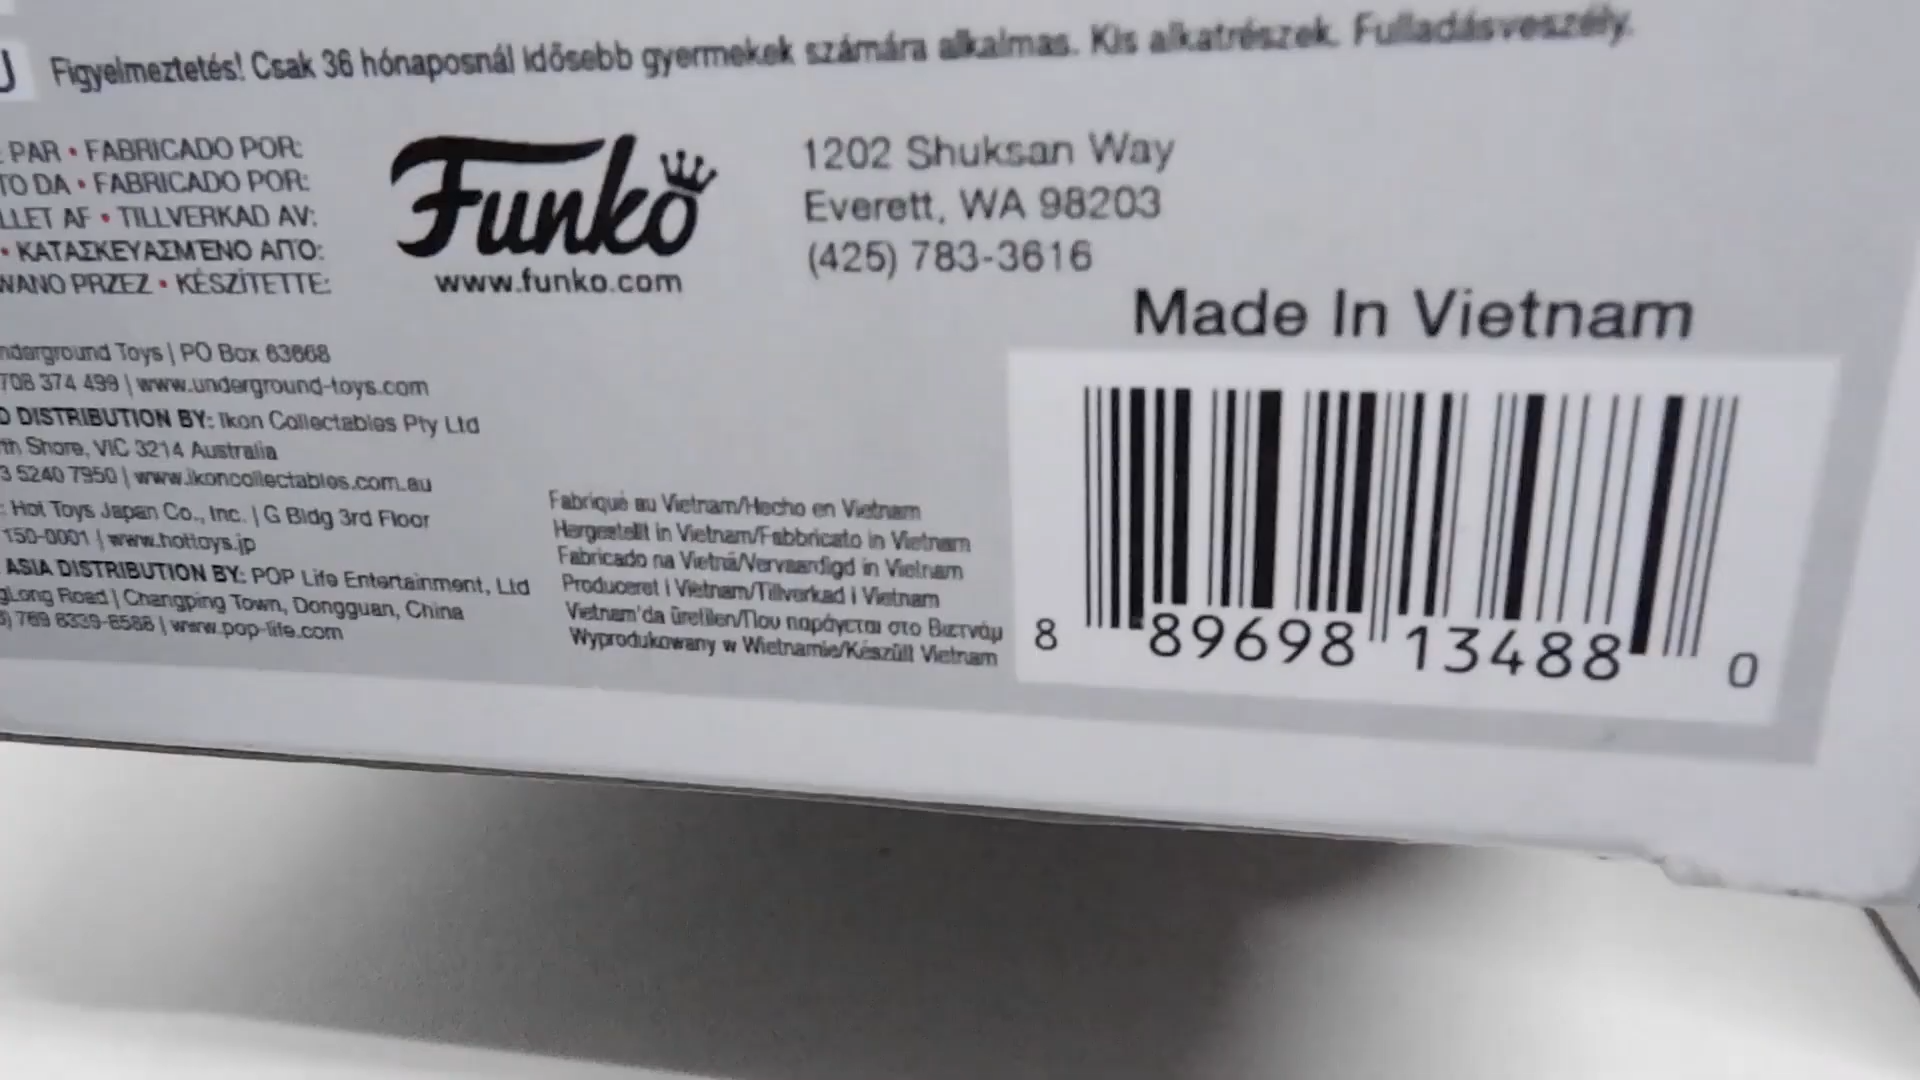 Figyelmeztetés! Csak 36 hónaposnál idősebb gyermekek számára alkalmas. Kis alkatrészek. Fulladásveszély.
PAR • FABRICADO POR:
TO DA • FABRICADO POR:
LLET AF • TILLVERKAD AV:
• ΚΑΤΑΣΚΕΥΑΣΜΈΝΟ ΑΠΌ:
WANO PRZEZ • KÉSZÍTETTE:
Funko
www.funko.com
1202 Shuksan Way
Everett, WA 98203
(425) 783-3616
Made In Vietnam
nderground Toys | PO Box 63668
708 374 499 | www.underground-toys.com
D DISTRIBUTION BY: Ikon Collectables Pty Ltd
th Shore, VIC 3214 Australia
3 5240 7950 | www.ikoncollectables.com.au
: Hot Toys Japan Co., Inc. | G Bldg 3rd Floor
150-0001 | www.hottoys.jp
ASIA DISTRIBUTION BY: POP Life Entertainment, Ltd
gLong Road | Changping Town, Dongguan, China
) 769 8339-8588 | www.pop-life.com
Fabriqué au Vietnam/Hecho en Vietnam
Hergestellt in Vietnam/Fabbricato in Vietnam
Fabricado na Vietnã/Vervaardigd in Vietnam
Produceret i Vietnam/Tillverkad i Vietnam
Vietnam'da üretilen/Που παράγεται στο Βιετνάμ
Wyprodukowany w Wietnamie/Készült Vietnam
8 89698 13488 0